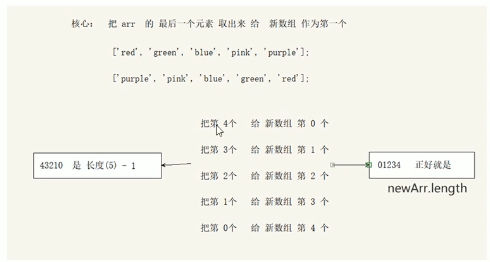 核心： 把 arr 的 最后一个元素 取出来 给 新数组 作为第一个
['red', 'green', 'blue', 'pink', 'purple'];
['purple', 'pink', 'blue', 'green', 'red'];
把第 4个 给 新数组 第 0 个
把第 3个 给 新数组 第 1 个
把第 2个 给 新数组 第 2 个
把第 1个 给 新数组 第 3 个
把第 0个 给 新数组 第 4 个
43210 是 长度(5) - 1
01234 正好就是
newArr.length